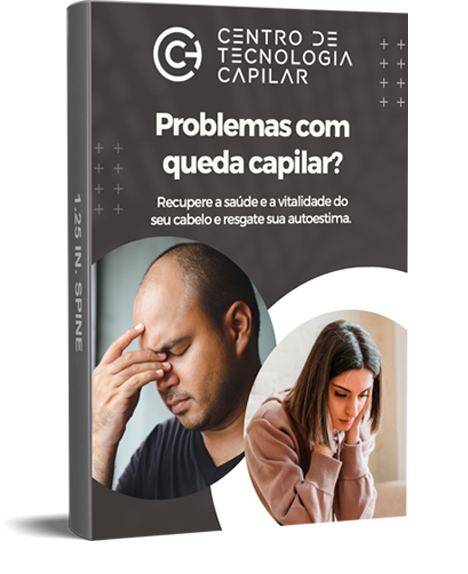 CENTRO DE
TECNOLOGIA
CAPILAR
Problemas com
queda capilar?
Recupere a saúde e a vitalidade do
seu cabelo e resgate sua autoestima.
1.25 IN. SPINE